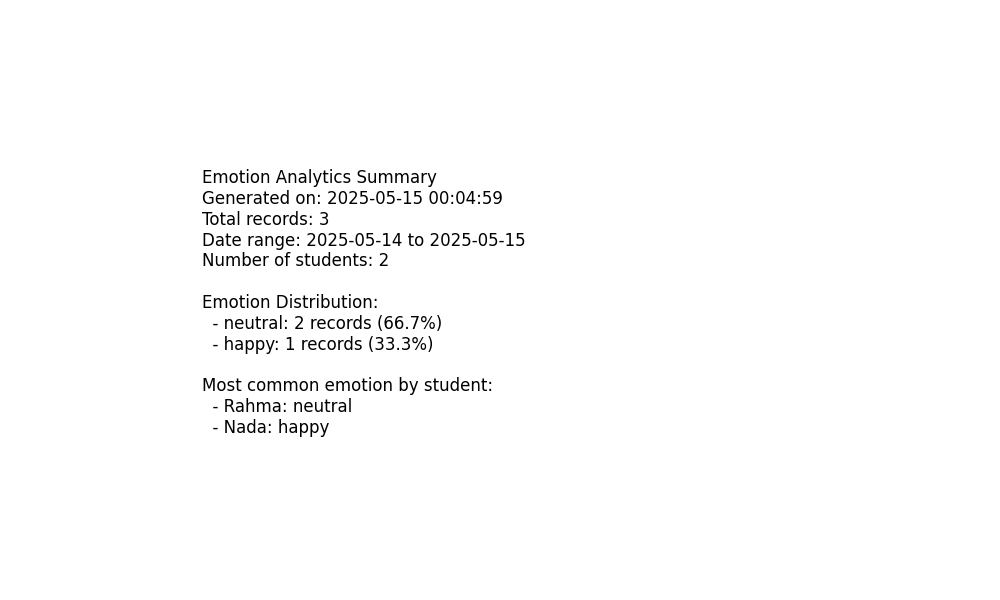 Emotion Analytics Summary
Generated on: 2025-05-15 00:04:59
Total records: 3
Date range: 2025-05-14 to 2025-05-15
Number of students: 2

Emotion Distribution:
  - neutral: 2 records (66.7%)
  - happy: 1 records (33.3%)

Most common emotion by student:
  - Rahma: neutral
  - Nada: happy